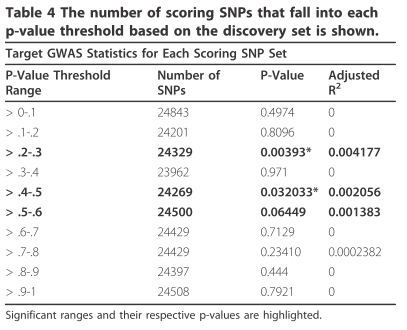 Table 4 The number of scoring SNPs that fall into each
p-value threshold based on the discovery set is shown.
Target GWAS Statistics for Each Scoring SNP Set
P-Value Threshold Range Number of SNPs P-Value Adjusted R²
> 0-.1 24843 0.4974 0
> .1-.2 24201 0.8096 0
> .2-.3 24329 0.00393* 0.004177
> .3-.4 23962 0.971 0
> .4-.5 24269 0.032033* 0.002056
> .5-.6 24500 0.06449 0.001383
> .6-.7 24429 0.7129 0
> .7-.8 24429 0.23410 0.0002382
> .8-.9 24397 0.444 0
> .9-1 24508 0.7921 0
Significant ranges and their respective p-values are highlighted.